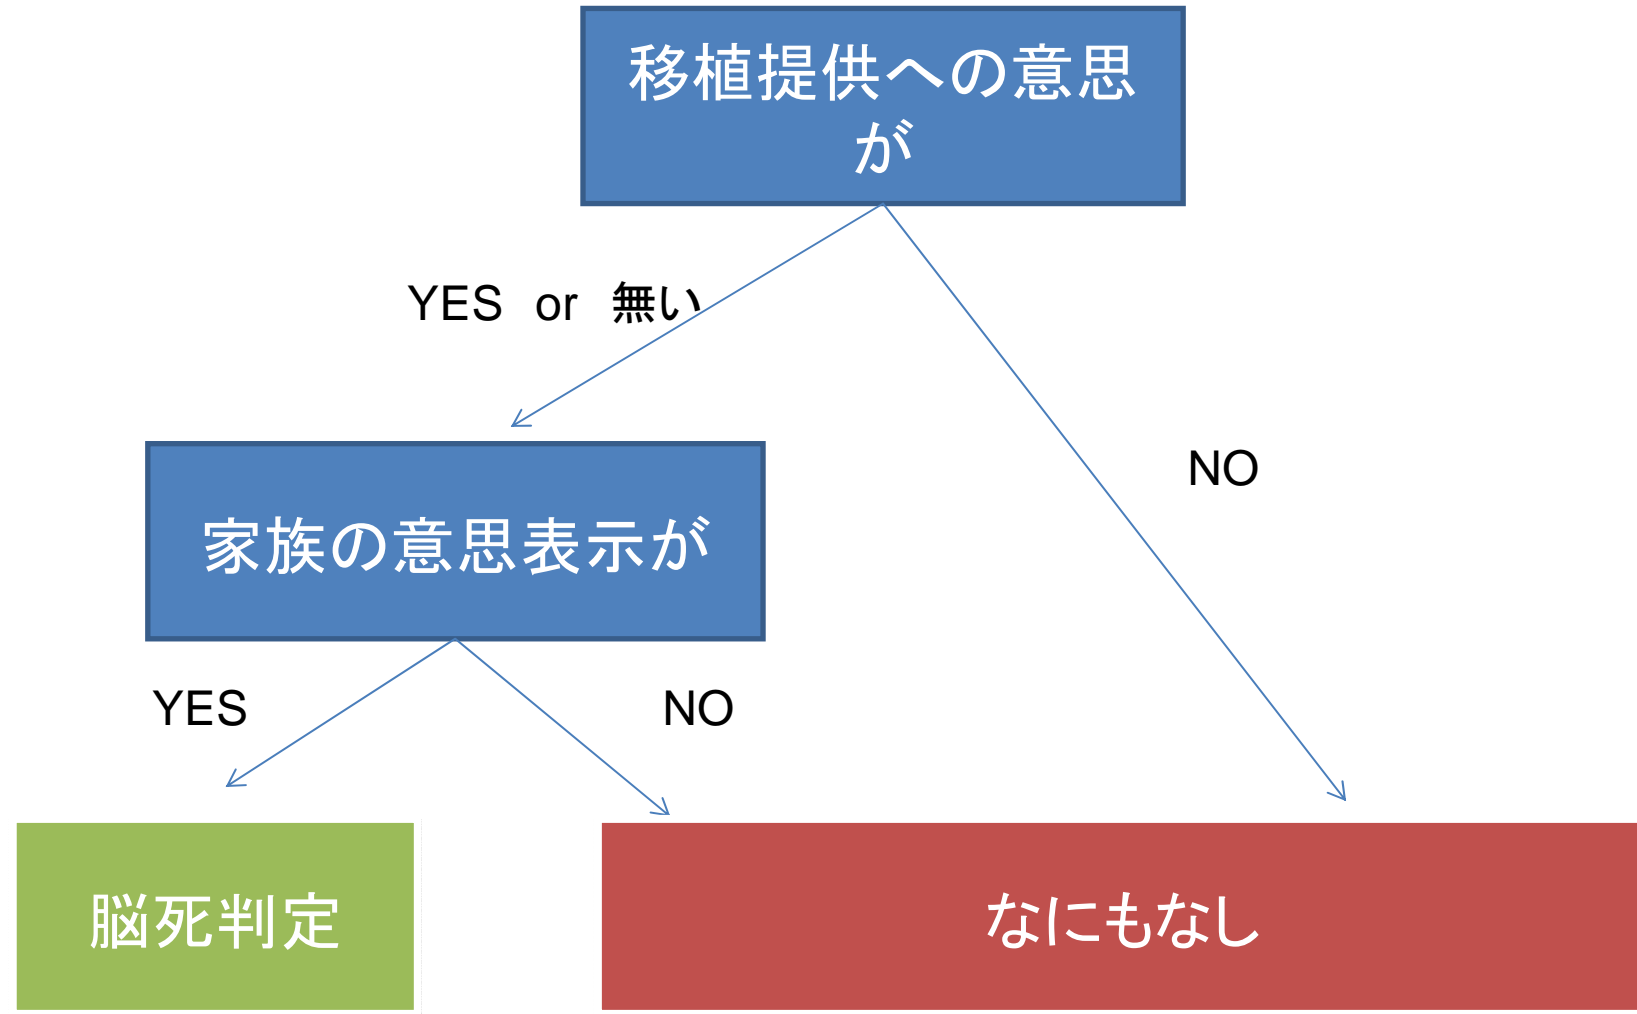 移植提供への意思
が
YES or 無い
NO
家族の意思表示が
YES
NO
脳死判定
なにもなし